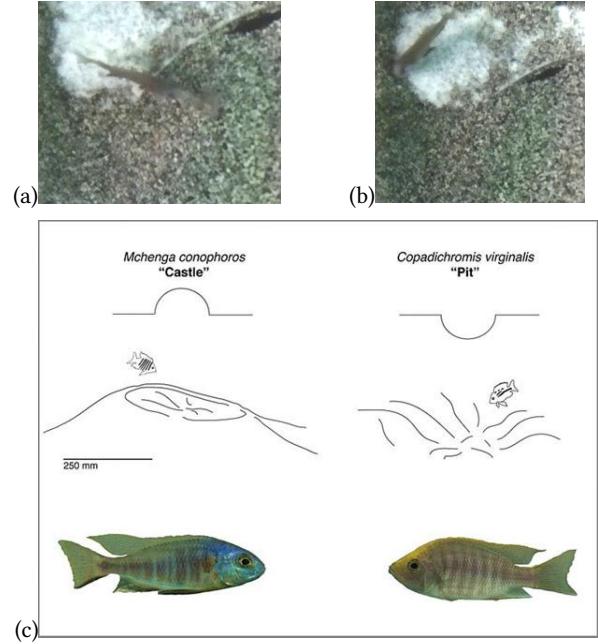 (a)
(b)
Mchenga conophoros
"Castle"
Copadichromis virginalis
"Pit"
250 mm
(c)